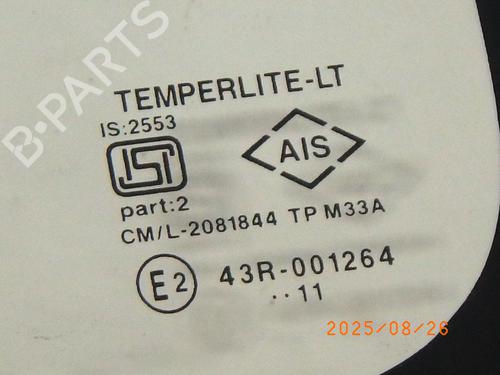 B-PARTS
TEMPERLITE-LT
IS:2553
ISI
AIS
part:2
CM/L-2081844 TP M33A
E2 43R-001264
··11
2025/08/26